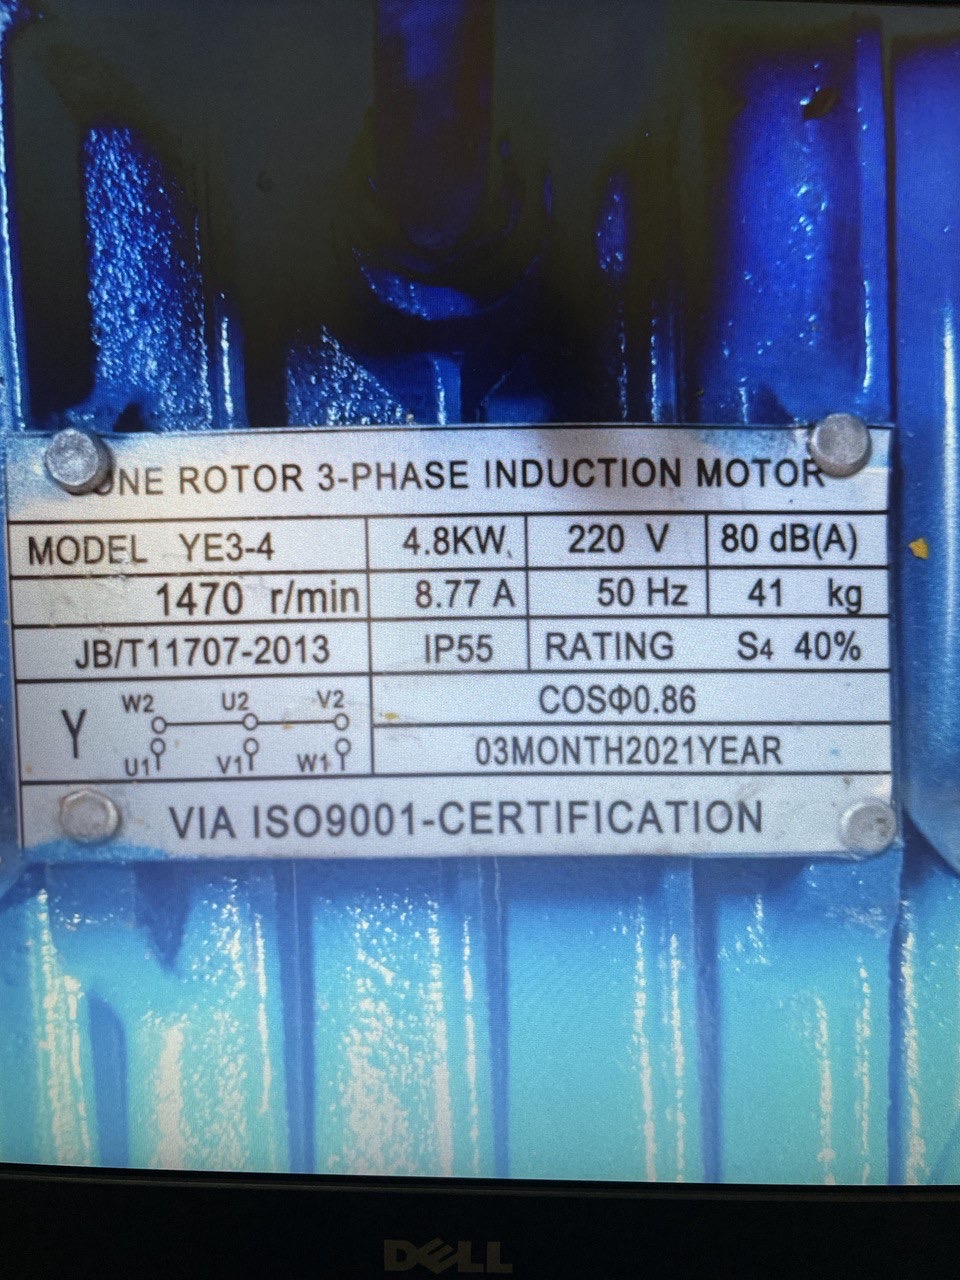 NE ROTOR 3-PHASE INDUCTION MOTOR
MODEL YE3-4 4.8KW 220 V 80 dB(A)
1470 r/min 8.77 A 50 Hz 41 kg
JB/T11707-2013 IP55 RATING S4 40%
W2 U2 V2
COSΦ0.86
Y
U1 V1 W1
03MONTH2021YEAR
VIA ISO9001-CERTIFICATION
DELL